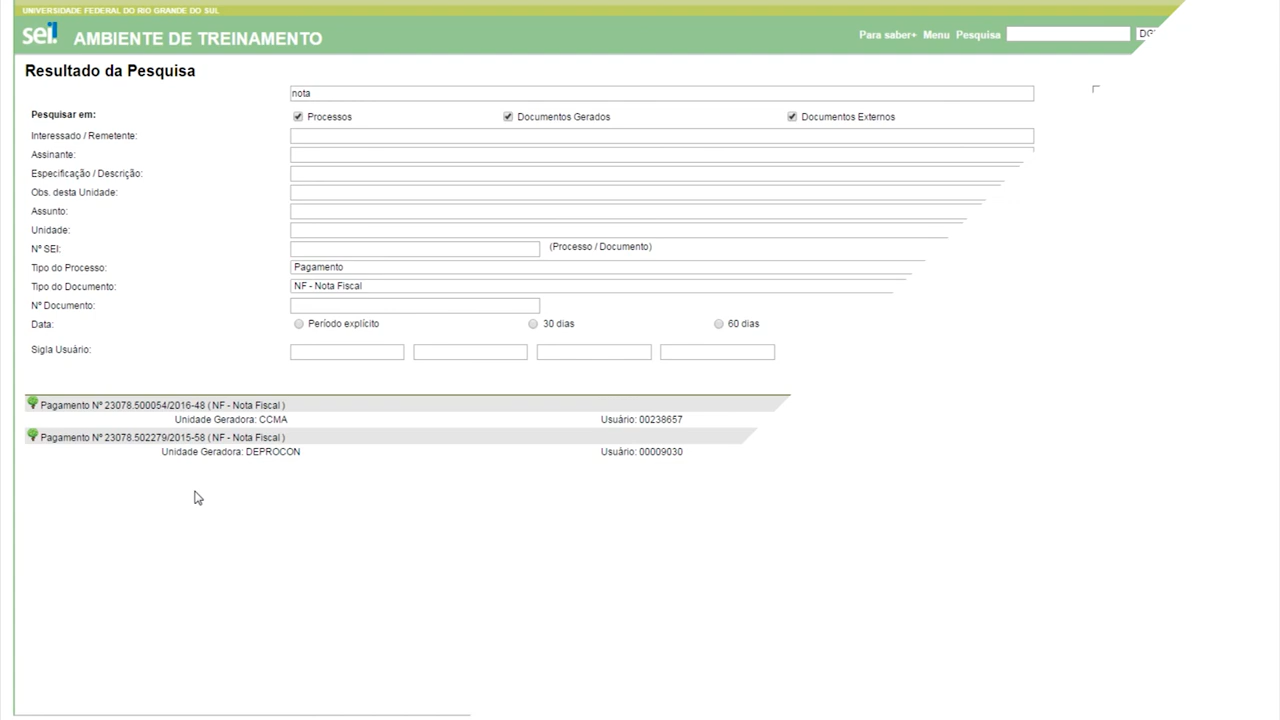 UNIVERSIDADE FEDERAL DO RIO GRANDE DO SUL
sei! AMBIENTE DE TREINAMENTO
Para saber+ Menu Pesquisa
Resultado da Pesquisa
nota
Pesquisar em: Processos Documentos Gerados Documentos Externos
Interessado / Remetente:
Assinante:
Especificação / Descrição:
Obs. desta Unidade:
Assunto:
Unidade:
Nº SEI: (Processo / Documento)
Tipo do Processo: Pagamento
Tipo do Documento: NF - Nota Fiscal
Nº Documento:
Data: Período explícito 30 dias 60 dias
Sigla Usuário:
Pagamento Nº 23078.500054/2016-48 ( NF - Nota Fiscal )
Unidade Geradora: CCMA Usuário: 00238657
Pagamento Nº 23078.502279/2015-58 ( NF - Nota Fiscal )
Unidade Geradora: DEPROCON Usuário: 00009030